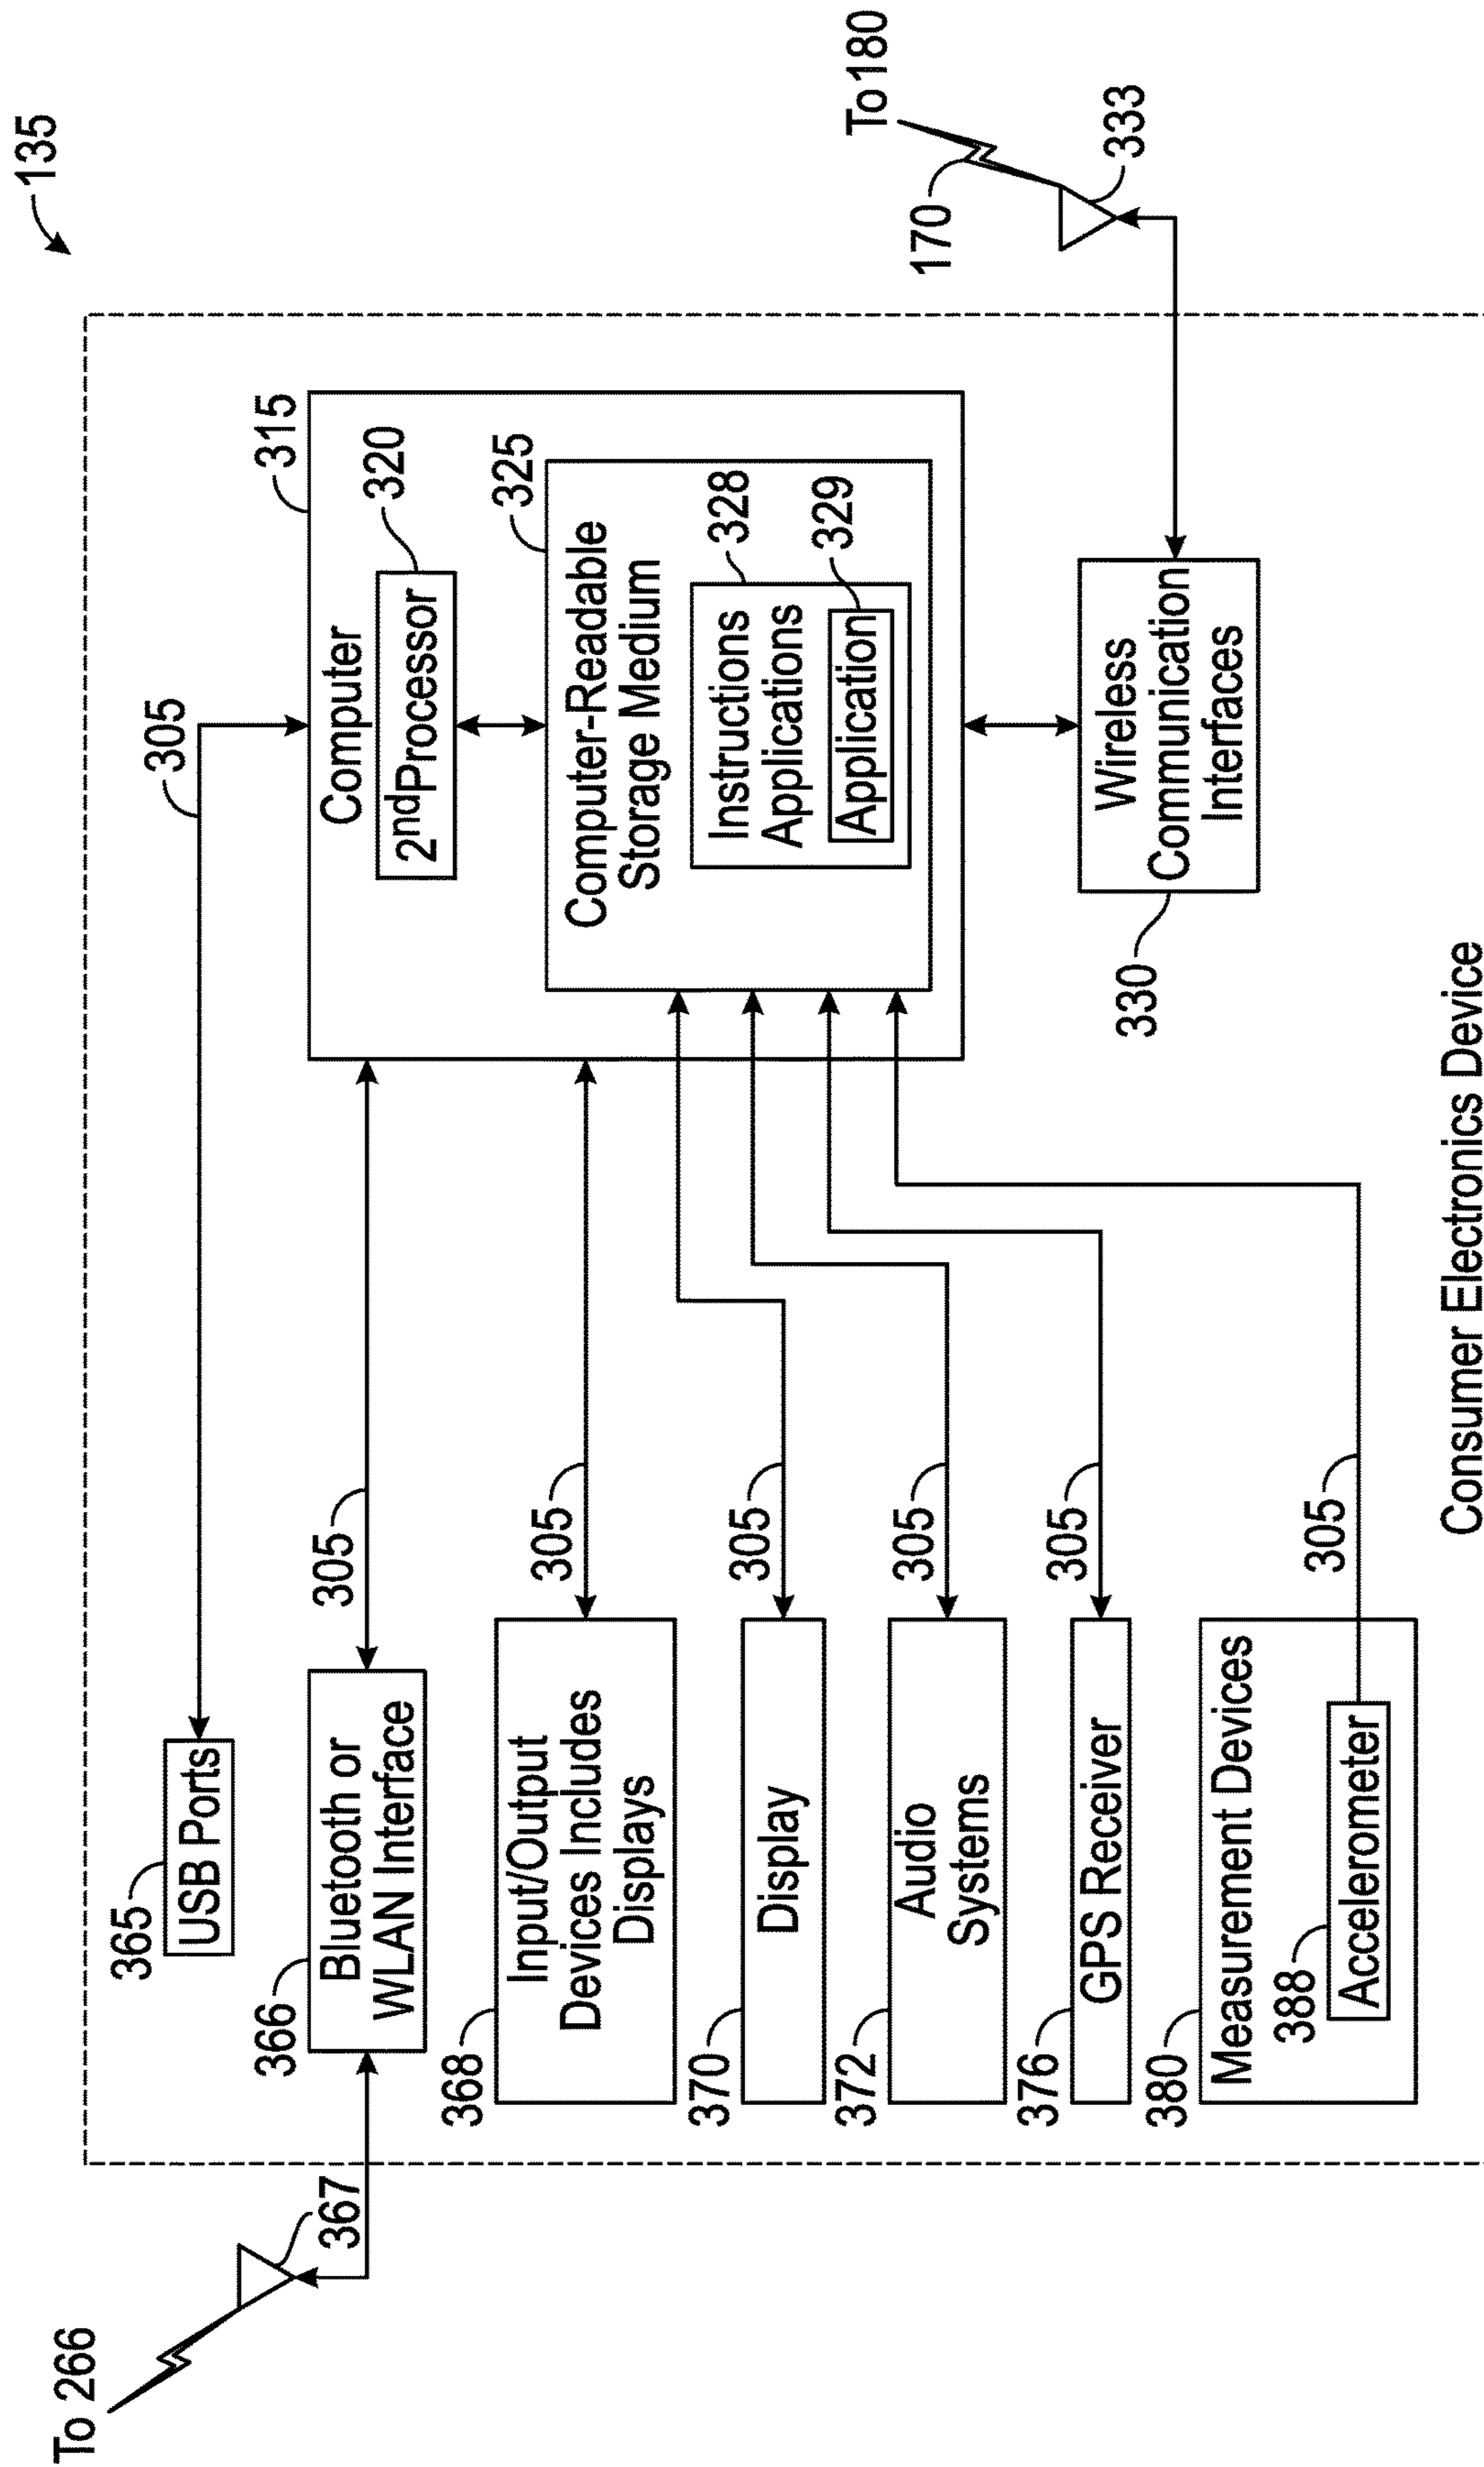 135
To 266
367
To 180
170
333
365
USB Ports
305
366
Bluetooth or
WLAN Interface
305
368
Input/Output
Devices Includes
Displays
305
370
Display
305
372
Audio
Systems
305
376
GPS Receiver
305
380
Measurement Devices
388
Accelerometer
305
315
Computer
320
2nd Processor
325
Computer-Readable
Storage Medium
328
Instructions
Applications
329
Application
330
Wireless
Communication
Interfaces
Consumer Electronics Device